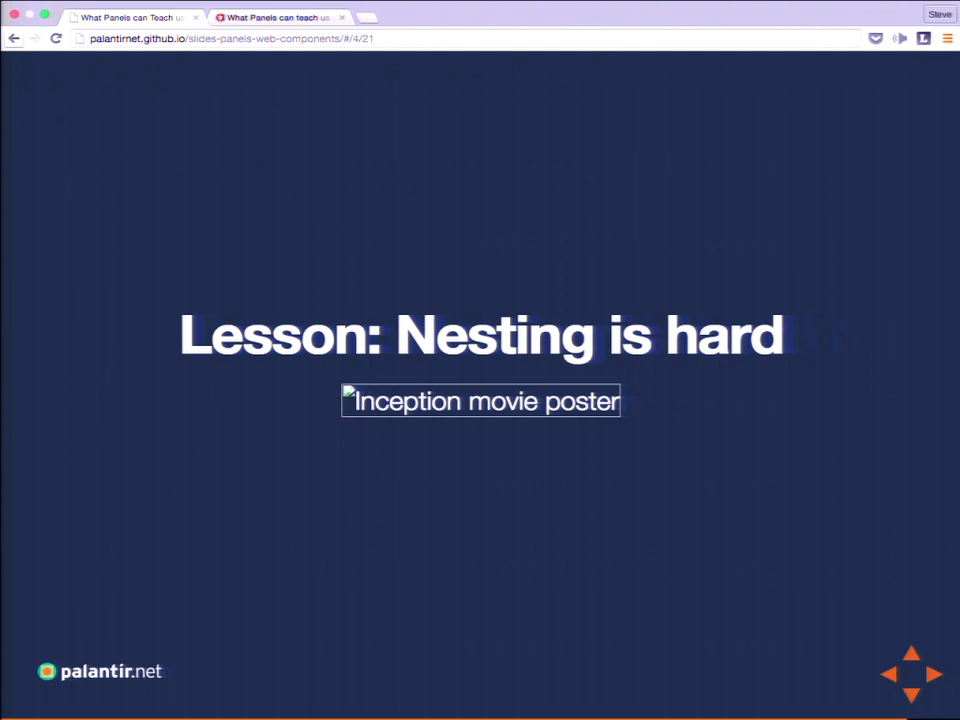 What Panels can Teach us
What Panels can teach us
Steve
palantirnet.github.io/slides-panels-web-components/#/4/21
L
Lesson: Nesting is hard
Inception movie poster
palantir.net